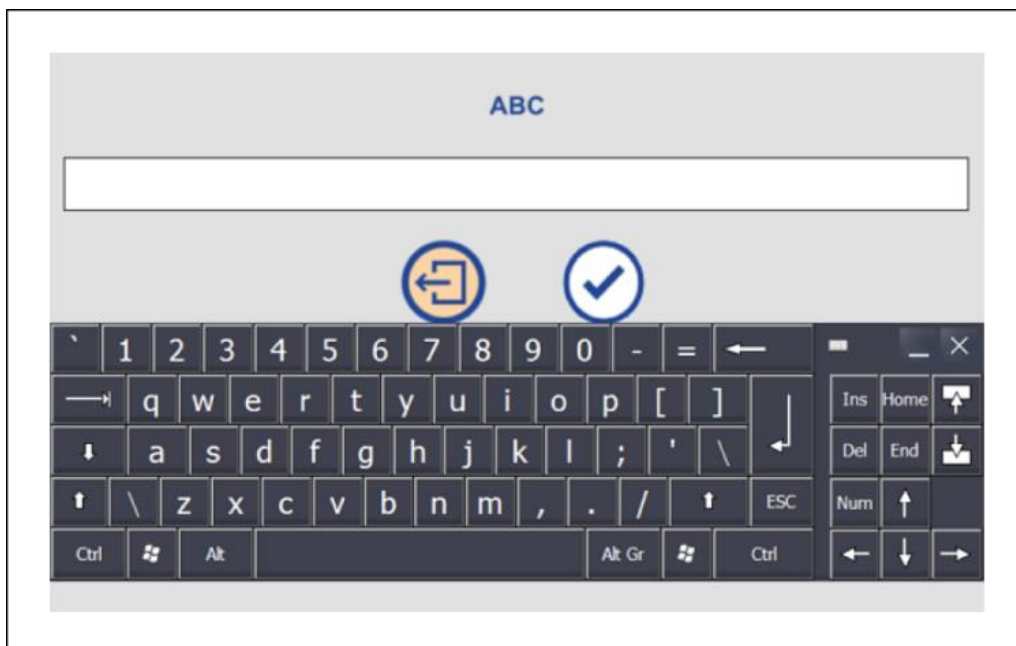 ABC
` 1 2 3 4 5 6 7 8 9 0 - =
q w e r t y u i o p [ ] Ins Home
a s d f g h j k l ; ' \ Del End
\ z x c v b n m , . / ESC Num
Ctrl Alt Alt Gr Ctrl